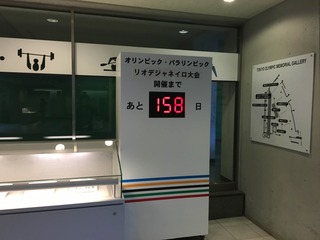 オリンピック・パラリンピック
リオデジャネイロ大会
開催まで
あと 158 日
TOKYO OLYMPIC MEMORIAL GALLERY